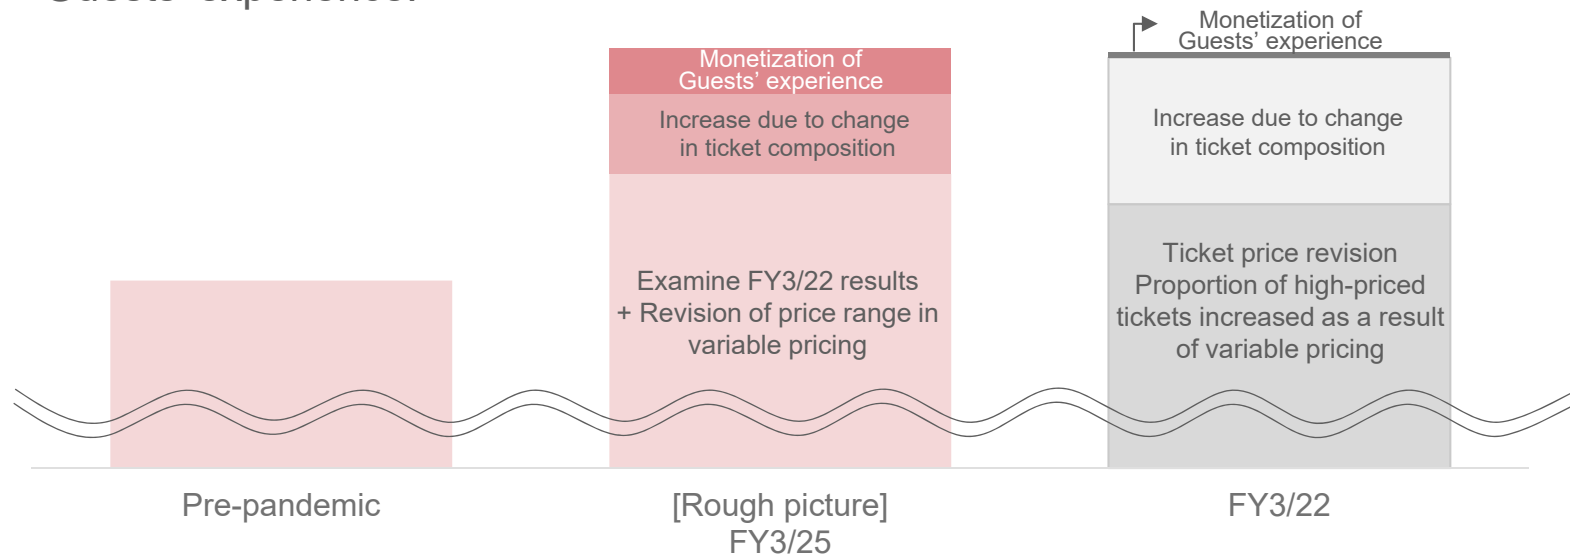 Guests' experience.
Monetization of
Guests' experience
Increase due to change
in ticket composition
Examine FY3/22 results
+ Revision of price range in
variable pricing
Monetization of
Guests' experience
Increase due to change
in ticket composition
Ticket price revision
Proportion of high-priced
tickets increased as a result
of variable pricing
Pre-pandemic
[Rough picture]
FY3/25
FY3/22